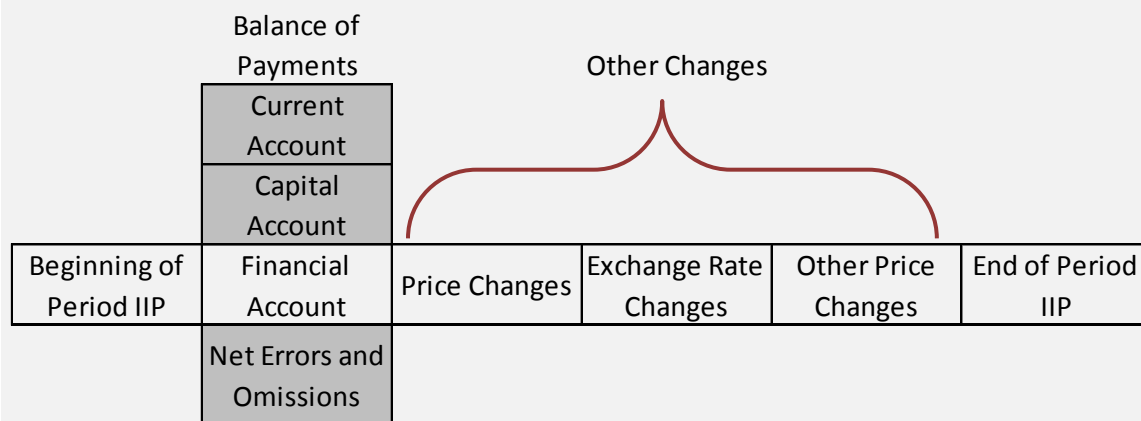 Balance of
Payments
Other Changes
Current
Account
Capital
Account
Beginning of
Period IIP
Financial
Account
Price Changes
Exchange Rate
Changes
Other Price
Changes
End of Period
IIP
Net Errors and
Omissions